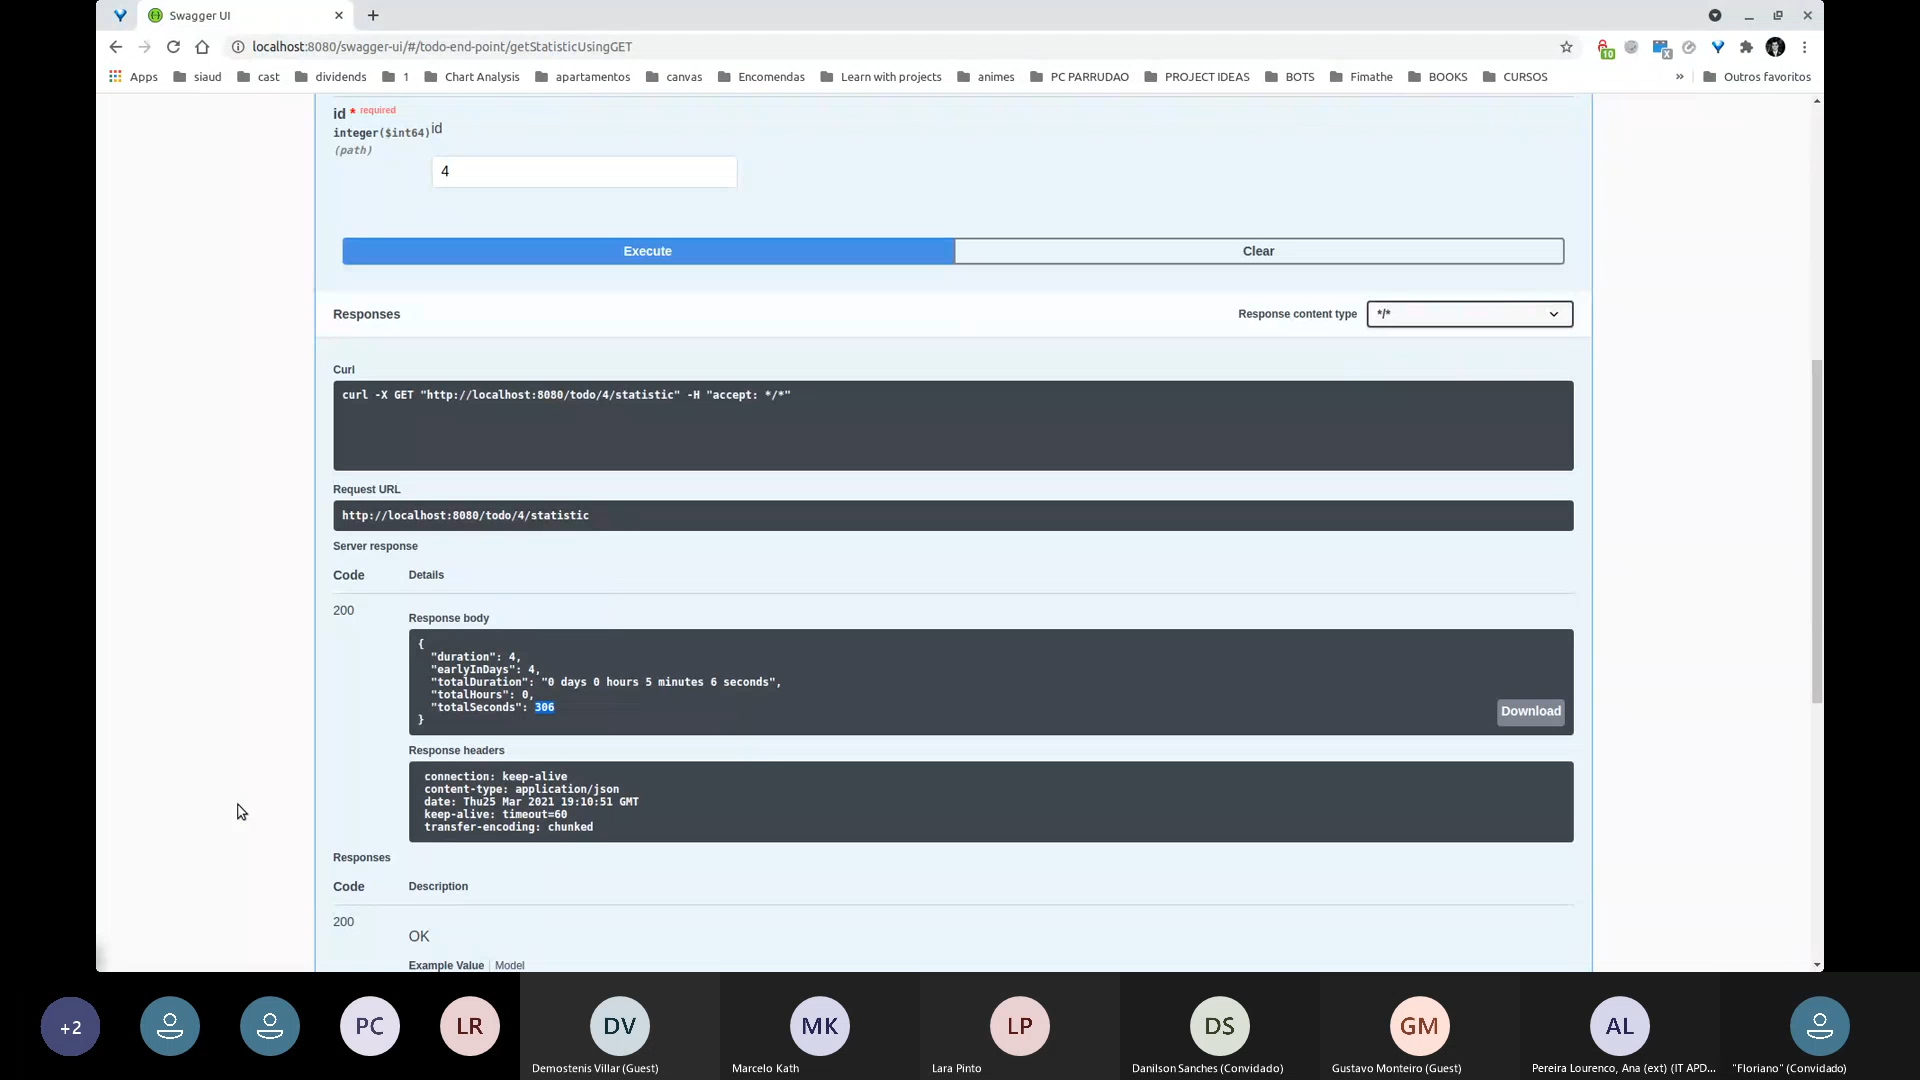 Swagger UI
localhost:8080/swagger-ui/#/todo-end-point/getStatisticUsingGET
10
X
Apps siaud cast dividends 1 Chart Analysis apartamentos canvas Encomendas Learn with projects animes PC PARRUDAO PROJECT IDEAS BOTS Fimathe BOOKS CURSOS » Outros favoritos
id * required
integer($int64)
(path)
id
4
Execute Clear
Responses Response content type */*
Curl
curl -X GET "http://localhost:8080/todo/4/statistic" -H "accept: */*"
Request URL
http://localhost:8080/todo/4/statistic
Server response
Code Details
200
Response body
{
"duration": 4,
"earlyInDays": 4,
"totalDuration": "0 days 0 hours 5 minutes 6 seconds",
"totalHours": 0,
"totalSeconds": 306
}
Download
Response headers
connection: keep-alive
content-type: application/json
date: Thu25 Mar 2021 19:10:51 GMT
keep-alive: timeout=60
transfer-encoding: chunked
Responses
Code Description
200
OK
Example Value Model
+2 PC LR DV MK LP DS GM AL
Demostenis Villar (Guest) Marcelo Kath Lara Pinto Danilson Sanches (Convidado) Gustavo Monteiro (Guest) Pereira Lourenco, Ana (ext) (IT APD... "Floriano" (Convidado)